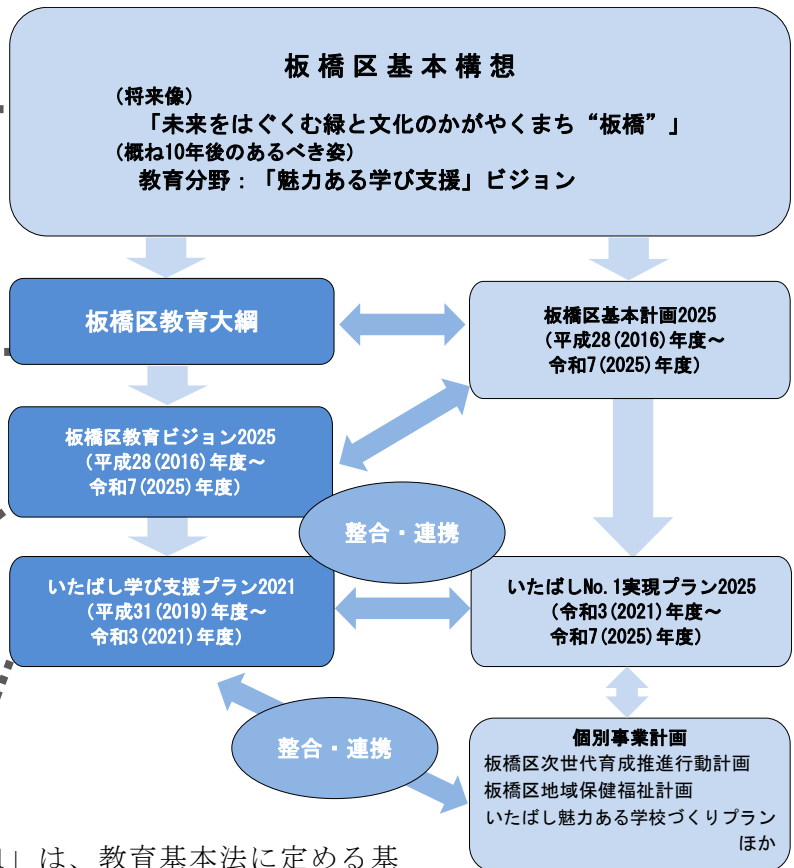 板橋区基本構想
（将来像）
「未来をはぐくむ緑と文化のかがやくまち“板橋”」
（概ね10年後のあるべき姿）
教育分野：「魅力ある学び支援」ビジョン
板橋区教育大綱
板橋区基本計画2025
（平成28(2016)年度～
令和7(2025)年度）
板橋区教育ビジョン2025
（平成28(2016)年度～
令和7(2025)年度）
整合・連携
いたばし学び支援プラン2021
（平成31(2019)年度～
令和3(2021)年度）
いたばしNo.1実現プラン2025
（令和3(2021)年度～
令和7(2025)年度）
整合・連携
個別事業計画
板橋区次世代育成推進行動計画
板橋区地域保健福祉計画
いたばし魅力ある学校づくりプラン
ほか
」は、教育基本法に定める基